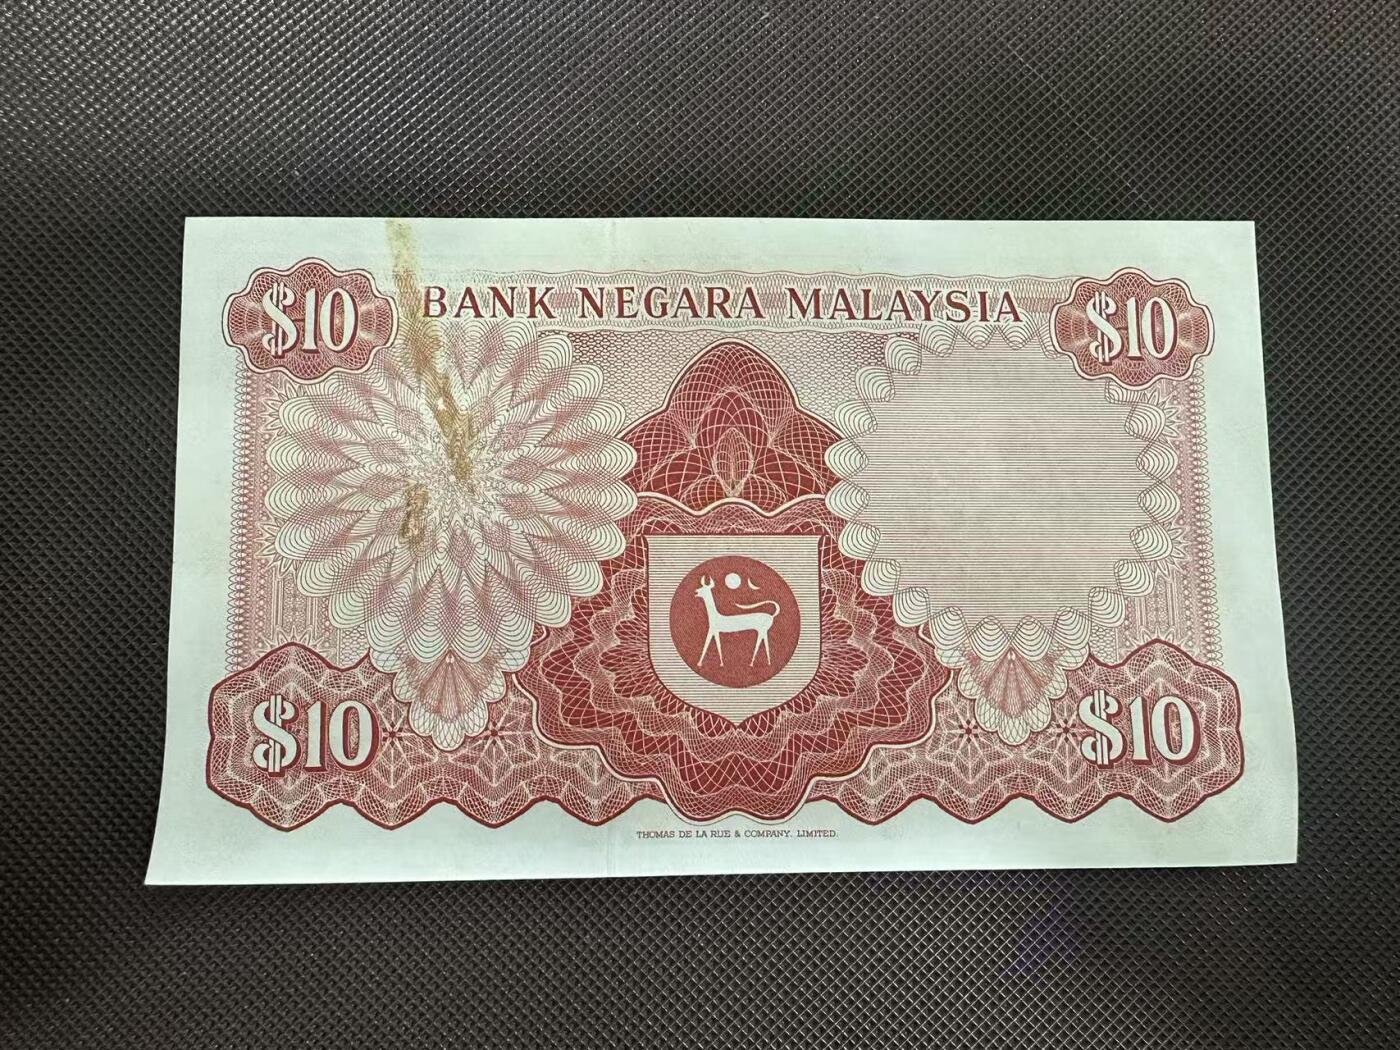 $10 BANK NEGARA MALAYSIA $10
$10 $10
THOMAS DE LA RUE & COMPANY, LIMITED.